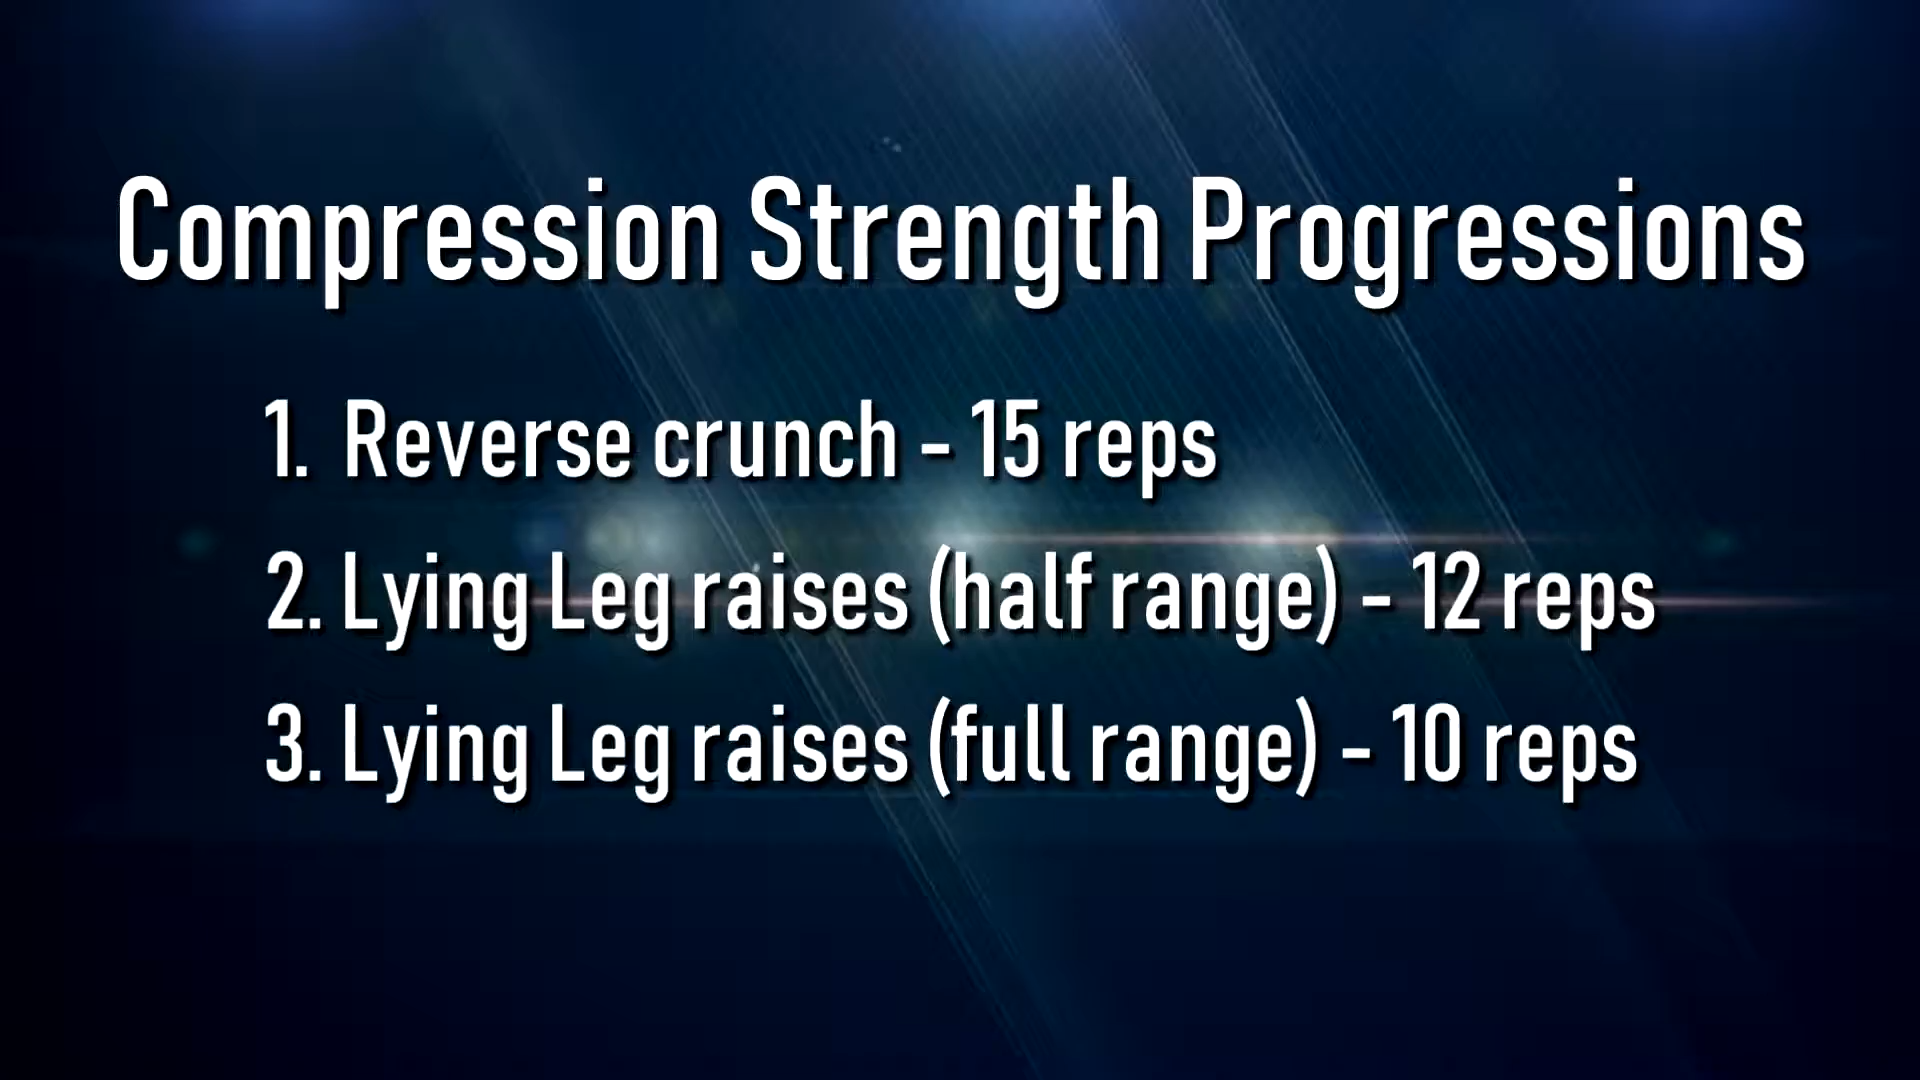 Compression Strength Progressions
1. Reverse crunch - 15 reps
2. Lying Leg raises (half range) - 12 reps
3. Lying Leg raises (full range) - 10 reps